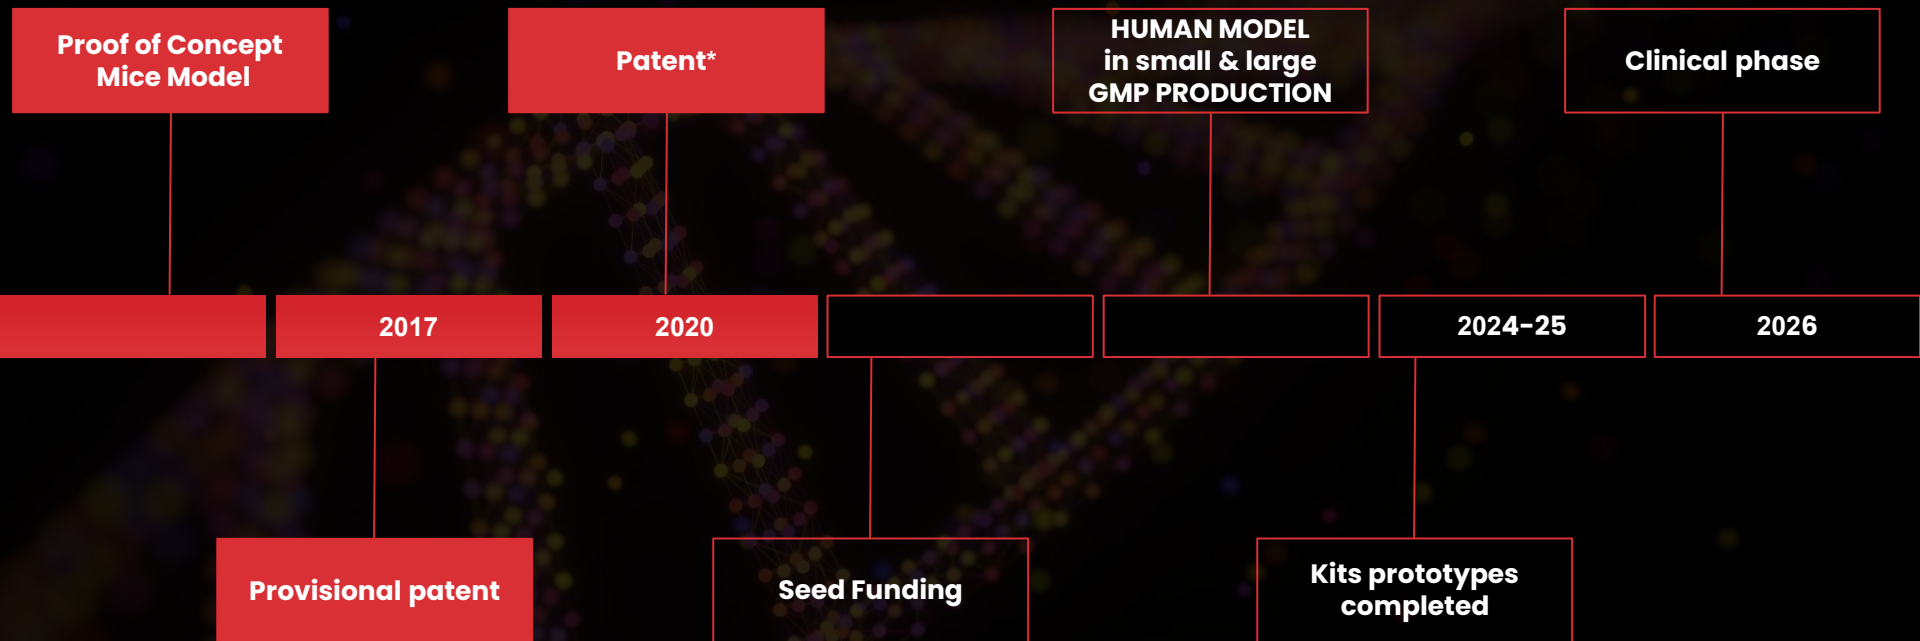 Proof of Concept
Mice Model
Patent*
HUMAN MODEL
in small & large
GMP PRODUCTION
Clinical phase
2017
2020
2024-25
2026
Provisional patent
Seed Funding
Kits prototypes
completed